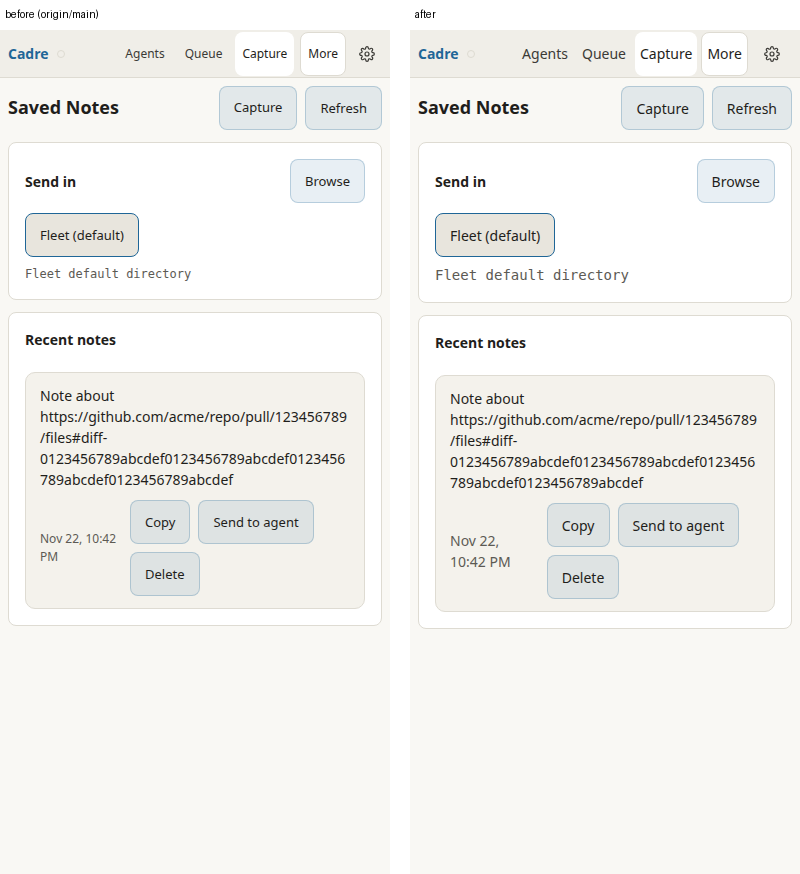 before (origin/main)
Cadre Agents Queue Capture More
Saved Notes Capture Refresh
Send in Browse
Fleet (default)
Fleet default directory
Recent notes
Note about
https://github.com/acme/repo/pull/123456789
/files#diff-
0123456789abcdef0123456789abcdef0123456
789abcdef0123456789abcdef
Nov 22, 10:42
PM
Copy Send to agent
Delete
after
Cadre Agents Queue Capture More
Saved Notes Capture Refresh
Send in Browse
Fleet (default)
Fleet default directory
Recent notes
Note about
https://github.com/acme/repo/pull/123456789
/files#diff-
0123456789abcdef0123456789abcdef0123456
789abcdef0123456789abcdef
Nov 22,
10:42 PM
Copy Send to agent
Delete